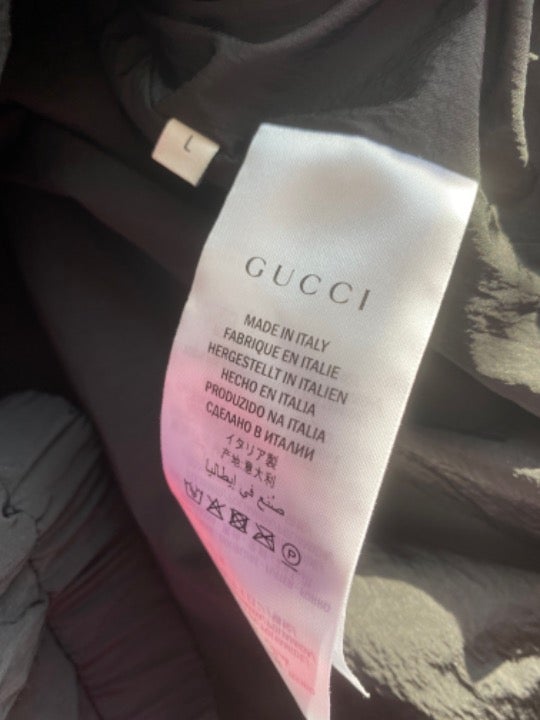 L
GUCCI
MADE IN ITALY
FABRIQUE EN ITALIE
HERGESTELLT IN ITALIEN
HECHO EN ITALIA
PRODUZIDO NA ITALIA
СДЕЛАНО В ИТАЛИИ
イタリア製
产地:意大利
صنع في إيطاليا
P